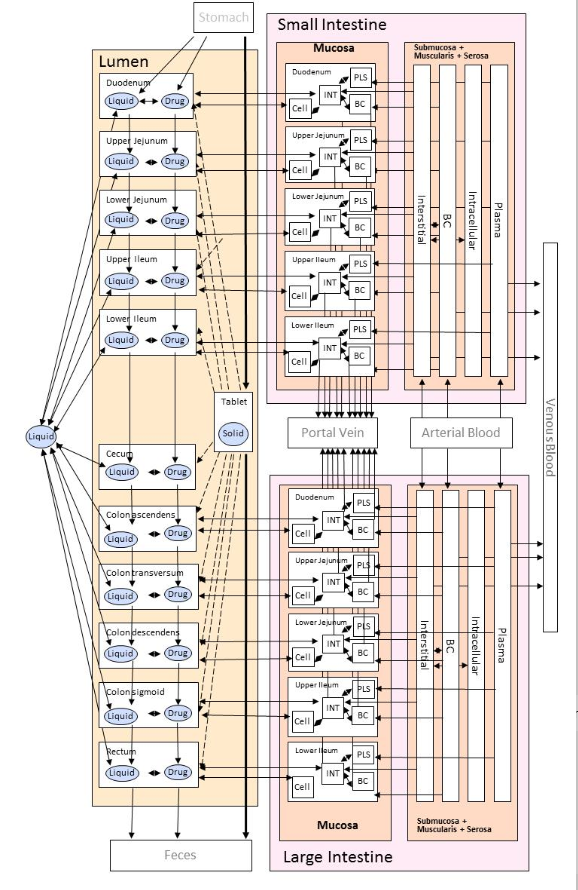 Stomach
Small Intestine
Lumen
Mucosa
Submucosa +
Muscularis + Serosa
Duodenum
Liquid
Drug
Duodenum
PLS
INT
Cell
BC
Upper Jejunum
Liquid
Drug
Upper Jejunum
PLS
INT
Cell
BC
Lower Jejunum
Liquid
Drug
Lower Jejunum
PLS
INT
Cell
BC
Upper Ileum
Liquid
Drug
Upper Ileum
PLS
INT
Cell
BC
Lower Ileum
Liquid
Drug
Lower Ileum
PLS
INT
Cell
BC
Interstitial
BC
Intracellular
Plasma
Tablet
Solid
Liquid
Portal Vein
Arterial Blood
Venous Blood
Cecum
Liquid
Drug
Colon ascendens
Liquid
Drug
Duodenum
PLS
INT
Cell
BC
Colon transversum
Liquid
Drug
Upper Jejunum
PLS
INT
Cell
BC
Colon descendens
Liquid
Drug
Lower Jejunum
PLS
INT
Cell
BC
Colon sigmoid
Liquid
Drug
Upper Ileum
PLS
INT
Cell
BC
Rectum
Liquid
Drug
Lower Ileum
PLS
INT
Cell
BC
Interstitial
BC
Intracellular
Plasma
Mucosa
Submucosa +
Muscularis + Serosa
Feces
Large Intestine